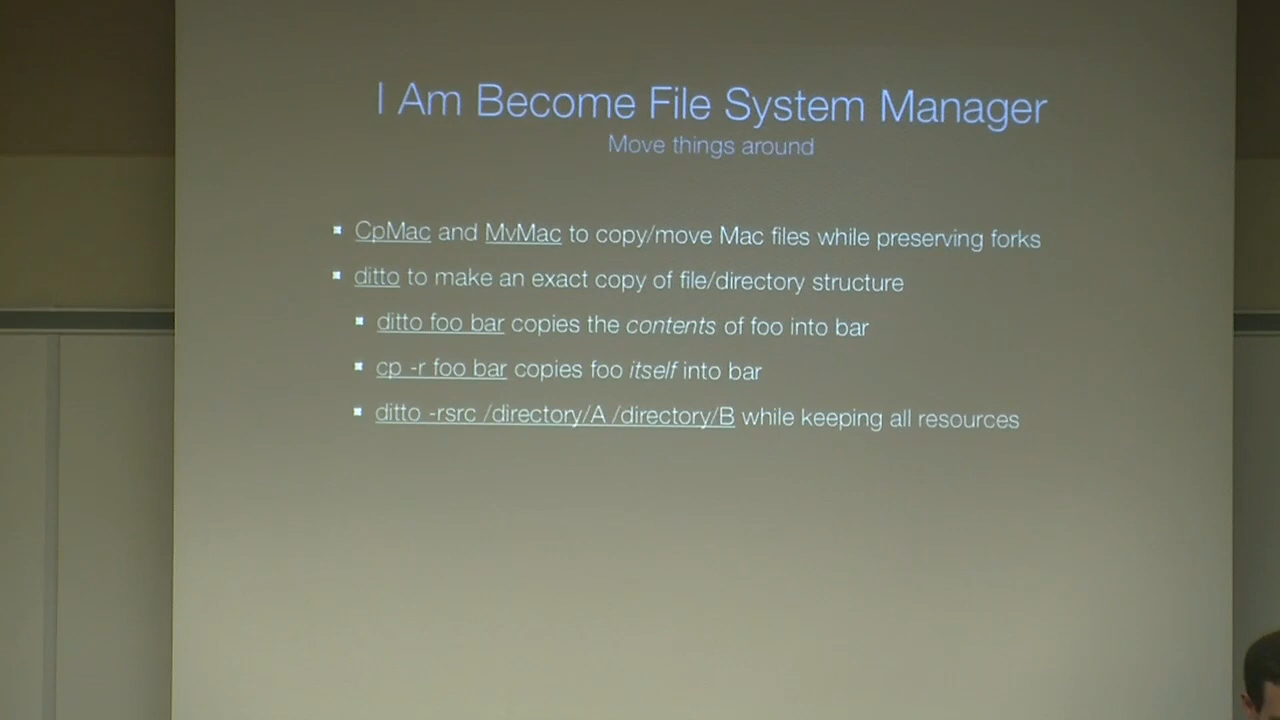 I Am Become File System Manager
Move things around
CpMac and MvMac to copy/move Mac files while preserving forks
ditto to make an exact copy of file/directory structure
ditto foo bar copies the contents of foo into bar
cp -r foo bar copies foo itself into bar
ditto -rsrc /directory/A /directory/B while keeping all resources